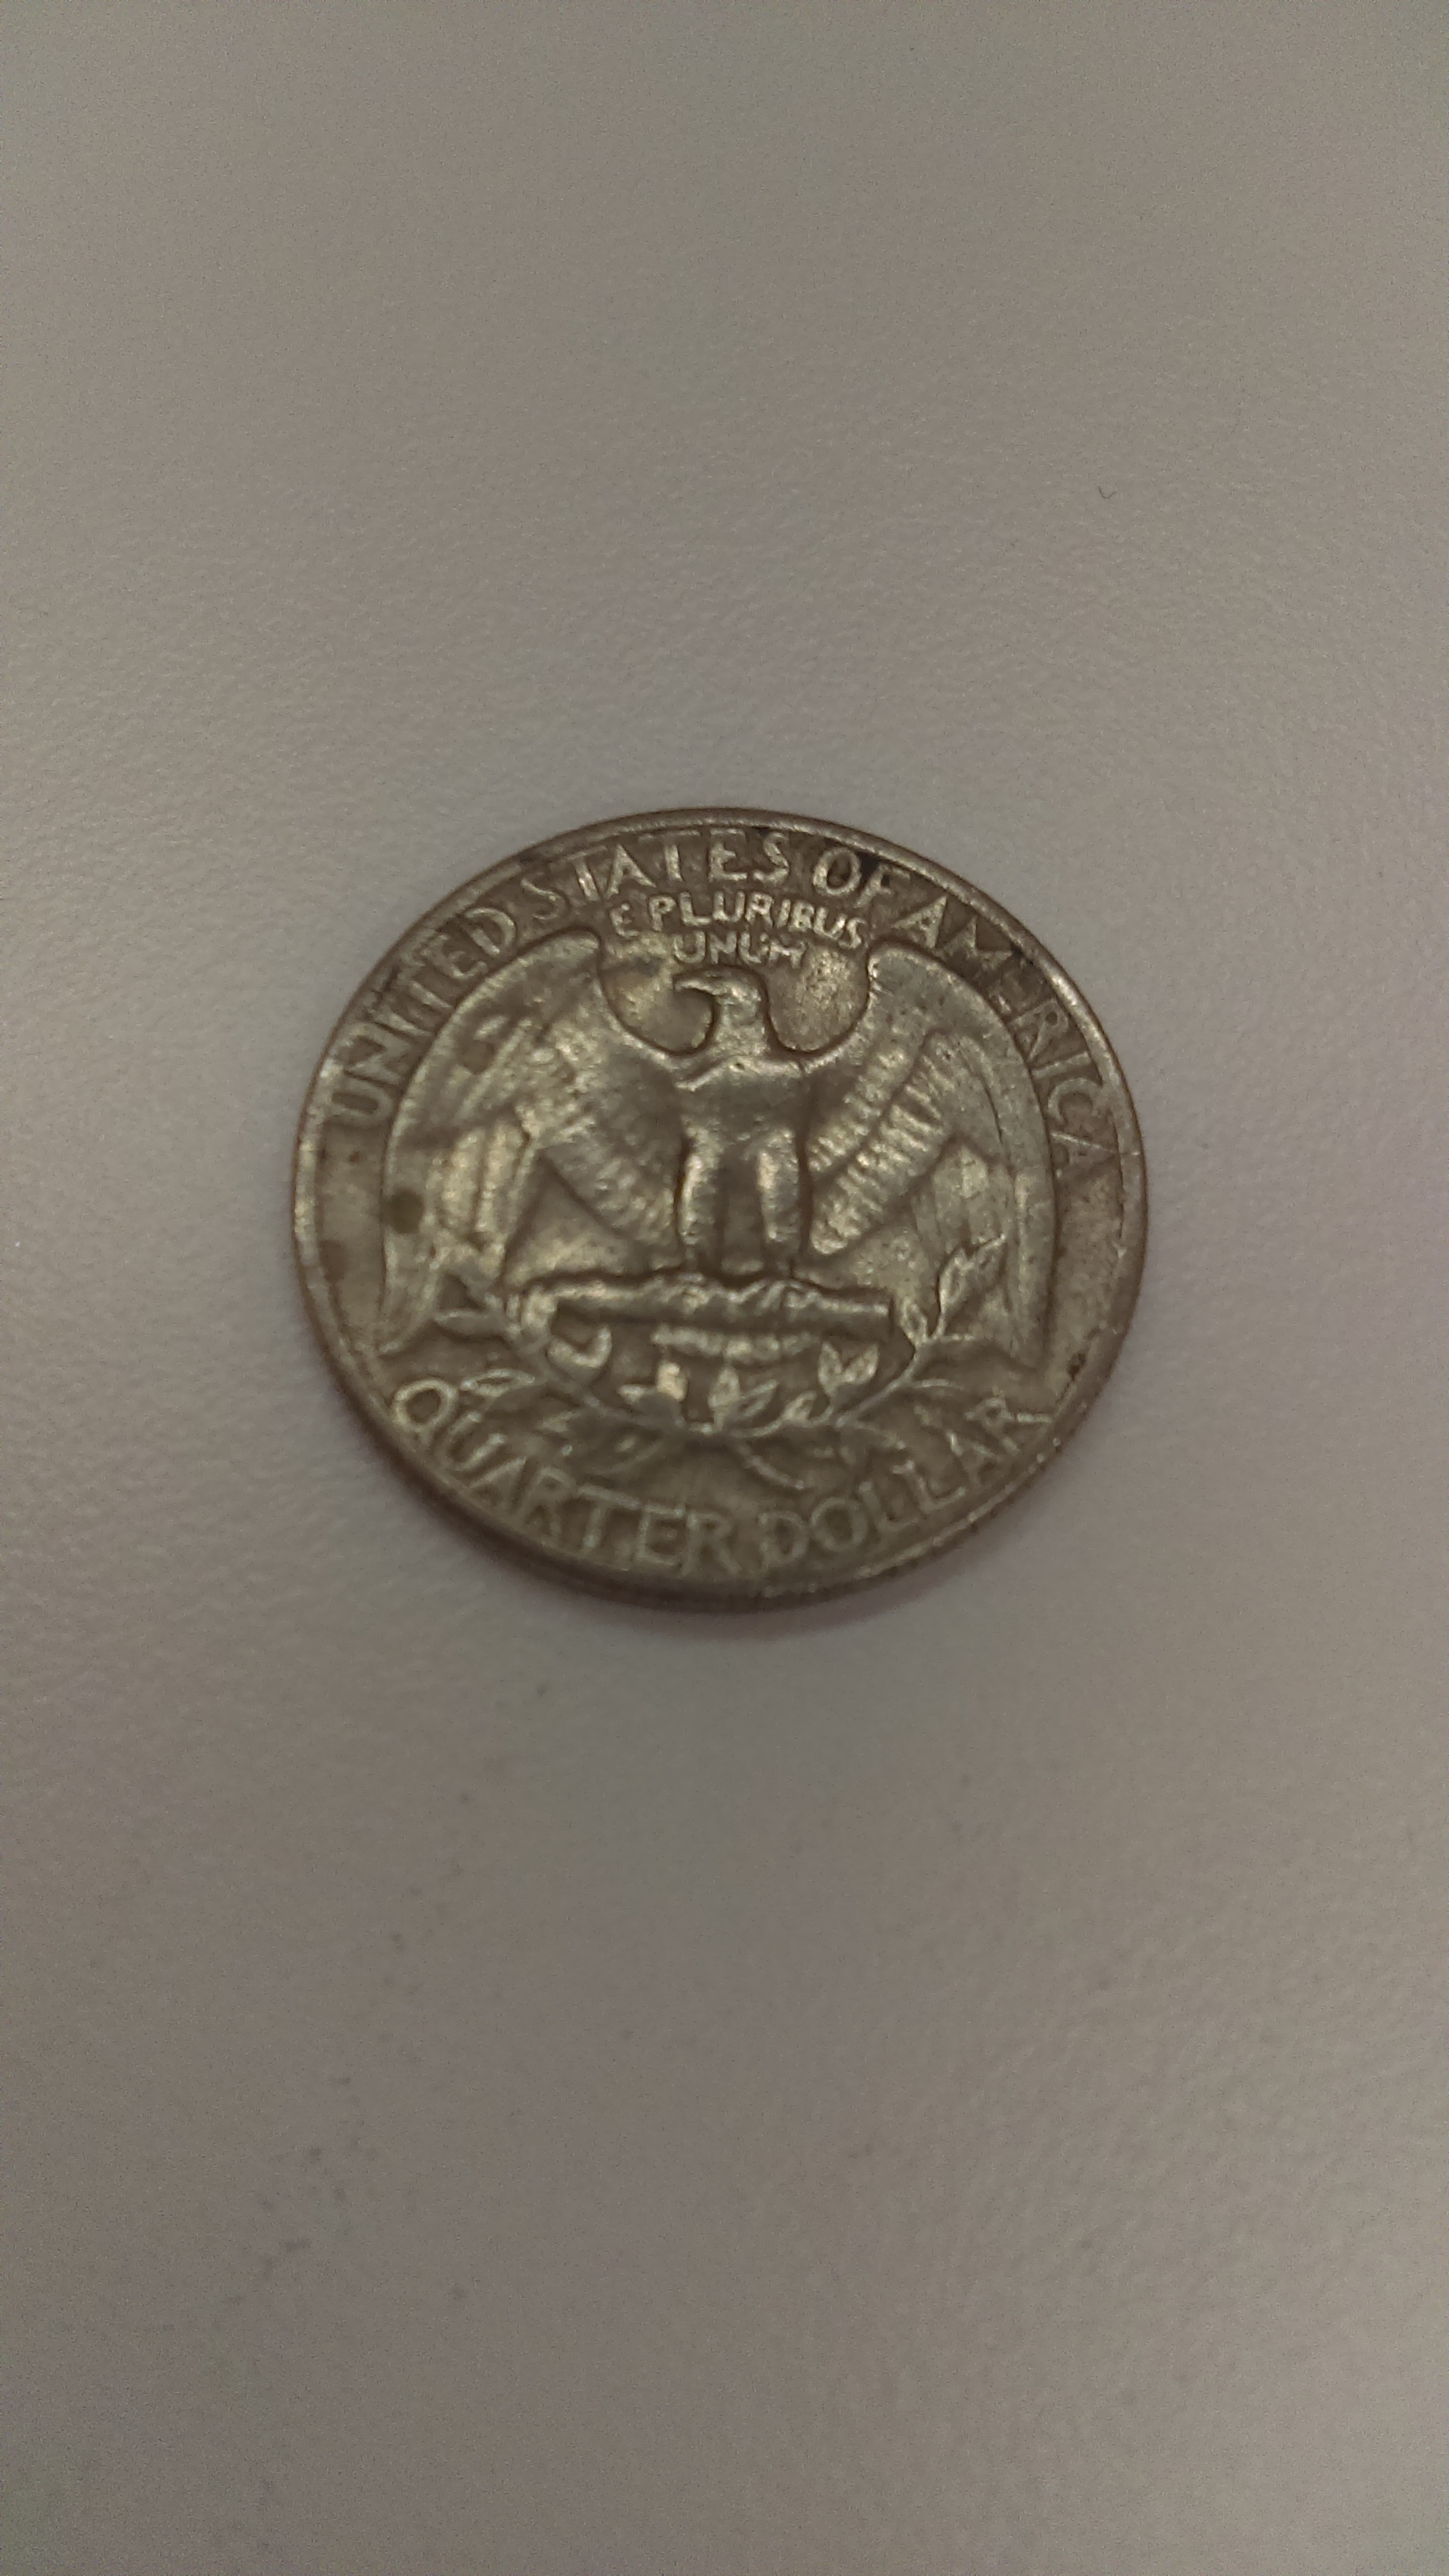 UNITED STATES OF AMERICA
E PLURIBUS
UNUM
QUARTER DOLLAR